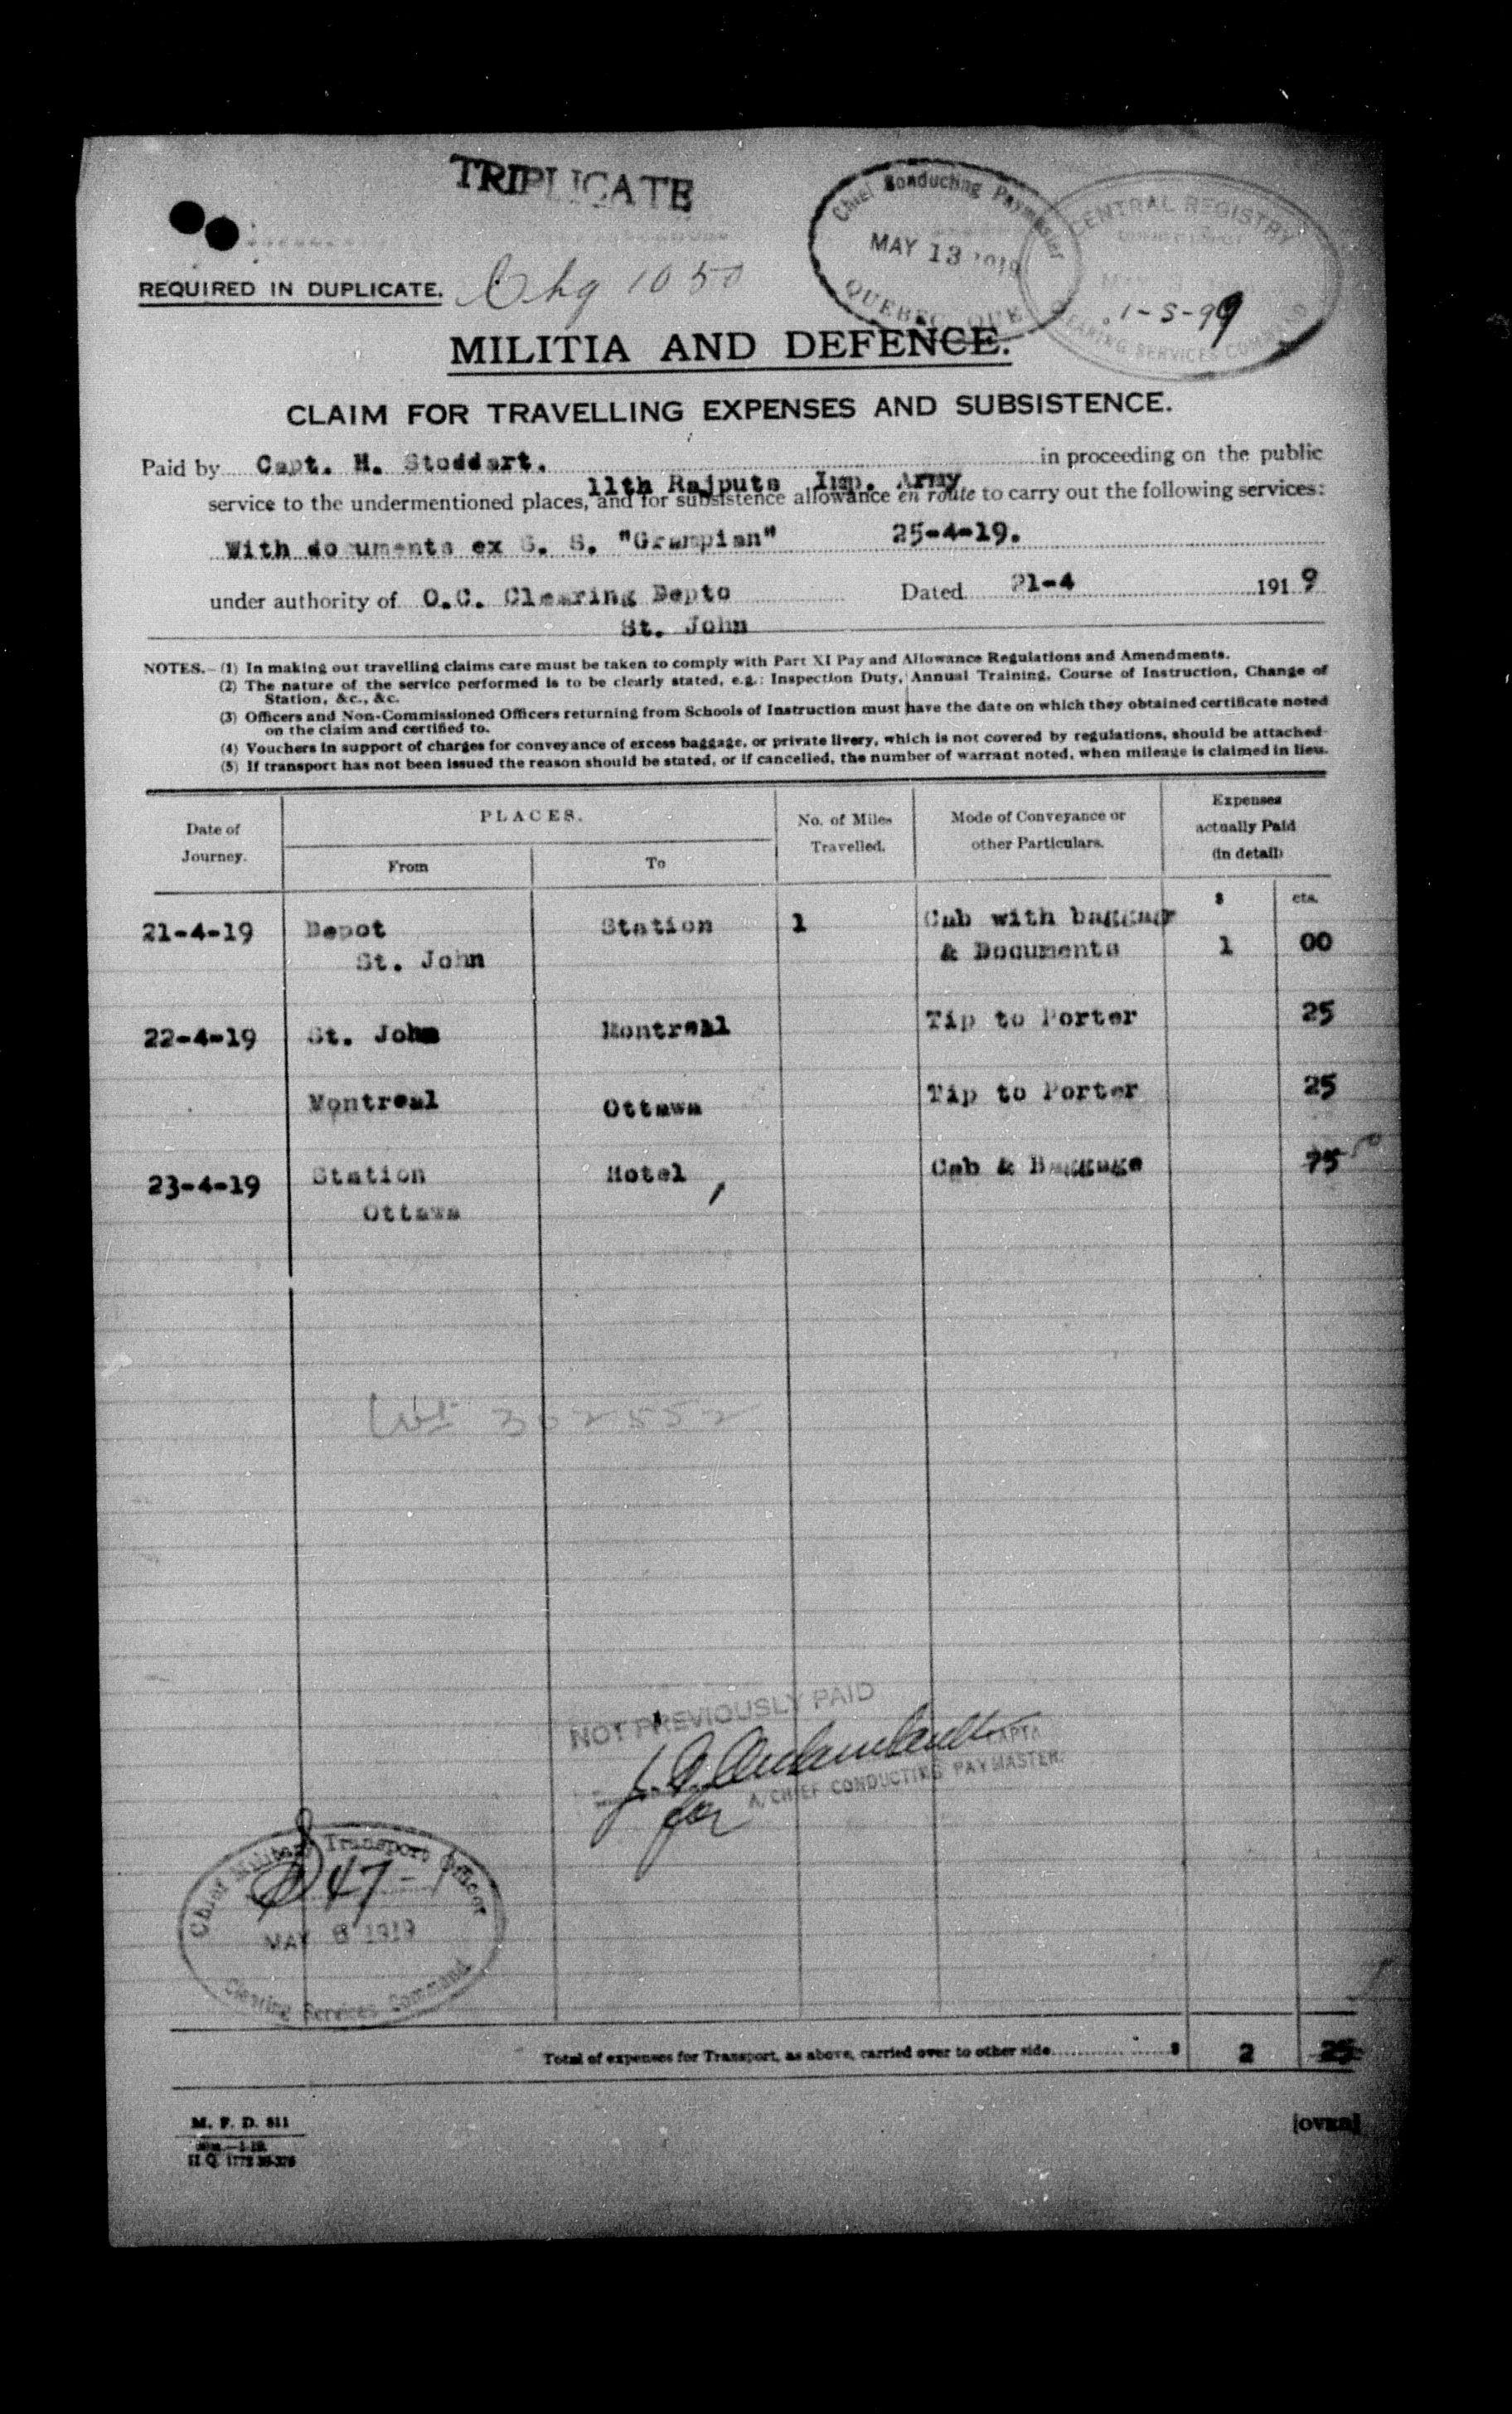 TRIPLICATE
Chief Conducting Paymaster
MAY 13 1919
QUEBEC, QUE
CENTRAL REGISTRY
1-5-99
CLEARING SERVICES COMMAND
REQUIRED IN DUPLICATE.
Chg 1050
MILITIA AND DEFENCE.
CLAIM FOR TRAVELLING EXPENSES AND SUBSISTENCE.
Paid by Capt. H. Stoddart. in proceeding on the public
11th Rajputs Imp. Army
service to the undermentioned places, and for subsistence allowance en route to carry out the following services:
With documents ex S. S. "Grampian" 25-4-19.
under authority of O.C. Clearing Depto Dated 21-4 1919
St. John
NOTES.—(1) In making out travelling claims care must be taken to comply with Part XI Pay and Allowance Regulations and Amendments.
(2) The nature of the service performed is to be clearly stated, e.g.: Inspection Duty, Annual Training, Course of Instruction, Change of
Station, &c., &c.
(3) Officers and Non-Commissioned Officers returning from Schools of Instruction must have the date on which they obtained certificate noted
on the claim and certified to.
(4) Vouchers in support of charges for conveyance of excess baggage, or private livery, which is not covered by regulations, should be attached
(5) If transport has not been issued the reason should be stated, or if cancelled, the number of warrant noted, when mileage is claimed in lieu.
Date of Journey. PLACES. From To No. of Miles Travelled. Mode of Conveyance or other Particulars. Expenses actually Paid (in detail)
$ cts.
21-4-19 Depot Station 1 Cab with baggage
St. John & Documents 1 00
22-4-19 St. John Montreal Tip to Porter 25
Montreal Ottawa Tip to Porter 25
23-4-19 Station Hotel Cab & Baggage 75
Ottawa
302552
NOT PREVIOUSLY PAID
CAPT.
for A/CHIEF CONDUCTING PAYMASTER.
Chief Military Transport Officer
47-1
MAY 8 1919
Clearing Services Command
Total of expenses for Transport, as above, carried over to other side $ 2 25
M. F. D. 811
H.Q. 1772
[OVER]